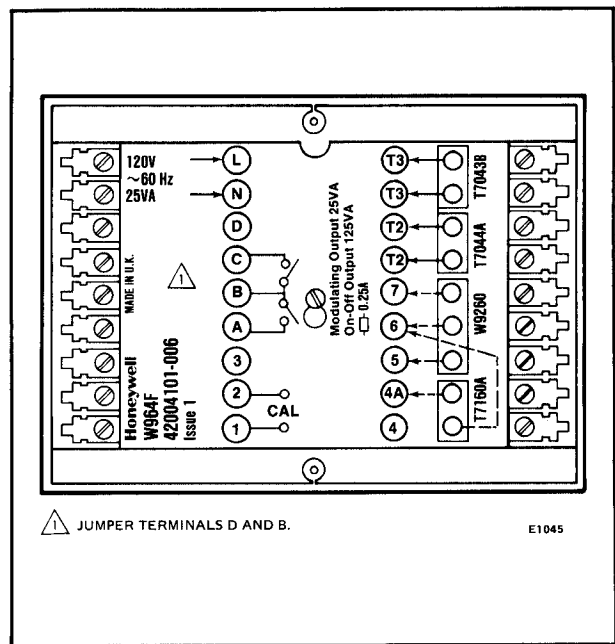 120V
~60 Hz
25VA
MADE IN U.K.
Honeywell
W964F
42004101-006
Issue 1
L
N
D
C
B
A
3
2
1
CAL
1
Modulating Output 25VA
On-Off Output 125VA
0.25A
T3
T3
T2
T2
7
6
5
4A
4
T7043B
T7044A
W9260
T7160A
1 JUMPER TERMINALS D AND B.
E1045